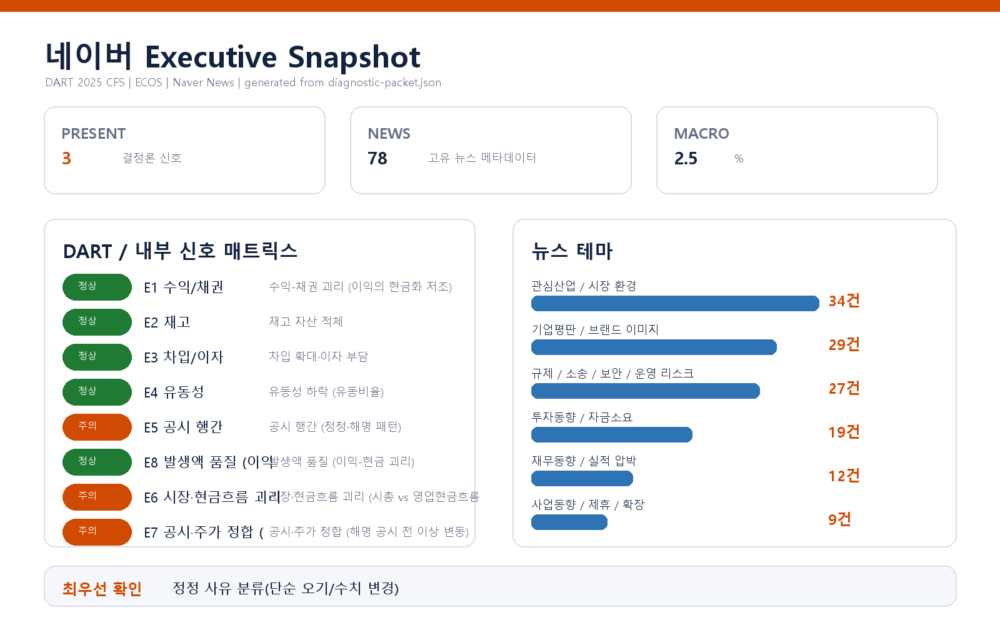 네이버 Executive Snapshot
DART 2025 CFS | ECOS | Naver News | generated from diagnostic-packet.json
PRESENT
3 결정론 신호
NEWS
78 고유 뉴스 메타데이터
MACRO
2.5 %
DART / 내부 신호 매트릭스
정상 E1 수익/채권 수익-채권 괴리 (이익의 현금화 저조)
정상 E2 재고 재고 자산 적체
정상 E3 차입/이자 차입 확대·이자 부담
정상 E4 유동성 유동성 하락 (유동비율)
주의 E5 공시 행간 공시 행간 (정정·해명 패턴)
정상 E8 발생액 품질 (이익 발생액 품질 (이익-현금 괴리)
주의 E6 시장·현금흐름 괴리 시장·현금흐름 괴리 (시총 vs 영업현금흐름
주의 E7 공시·주가 정합 ( 공시·주가 정합 (해명 공시 전 이상 변동)
뉴스 테마
관심산업 / 시장 환경
34건
기업평판 / 브랜드 이미지
29건
규제 / 소송 / 보안 / 운영 리스크
27건
투자동향 / 자금소요
19건
재무동향 / 실적 압박
12건
사업동향 / 제휴 / 확장
9건
최우선 확인 정정 사유 분류(단순 오기/수치 변경)